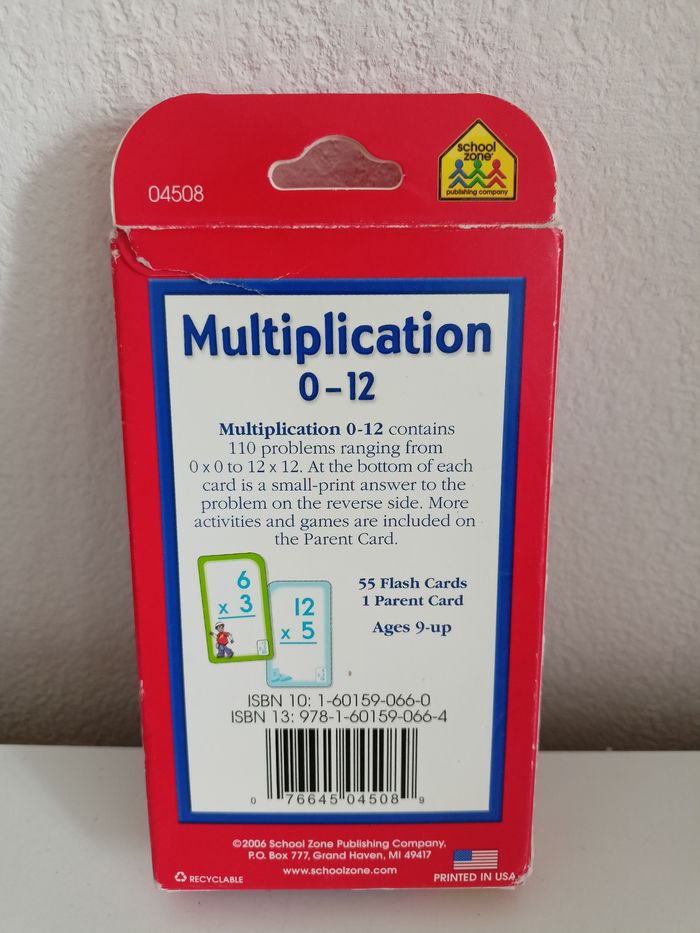 04508
school
zone®
publishing company
Multiplication
0-12
Multiplication 0-12 contains
110 problems ranging from
0 x 0 to 12 x 12. At the bottom of each
card is a small-print answer to the
problem on the reverse side. More
activities and games are included on
the Parent Card.
6
x 3
12
x 5
55 Flash Cards
1 Parent Card
Ages 9-up
ISBN 10: 1-60159-066-0
ISBN 13: 978-1-60159-066-4
0 76645 04508 9
©2006 School Zone Publishing Company,
P.O. Box 777, Grand Haven, MI 49417
www.schoolzone.com
RECYCLABLE
PRINTED IN USA